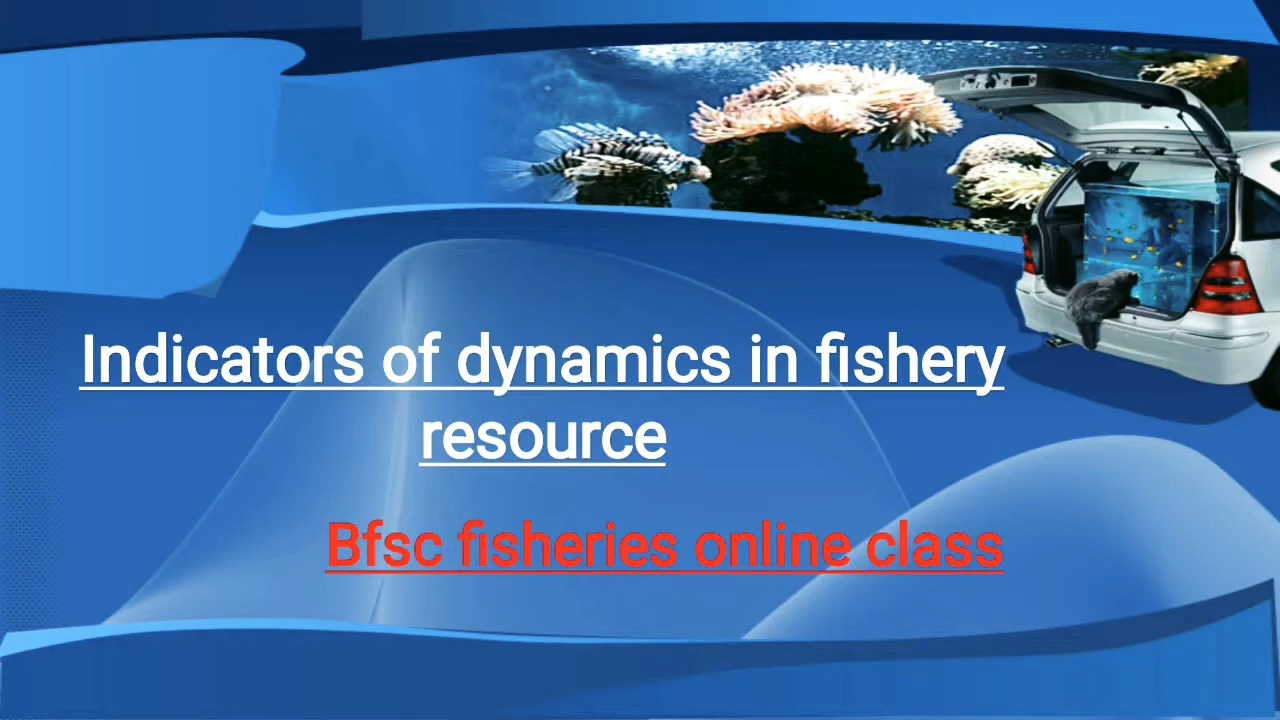 Indicators of dynamics in fishery
resource
Bfsc fisheries online class